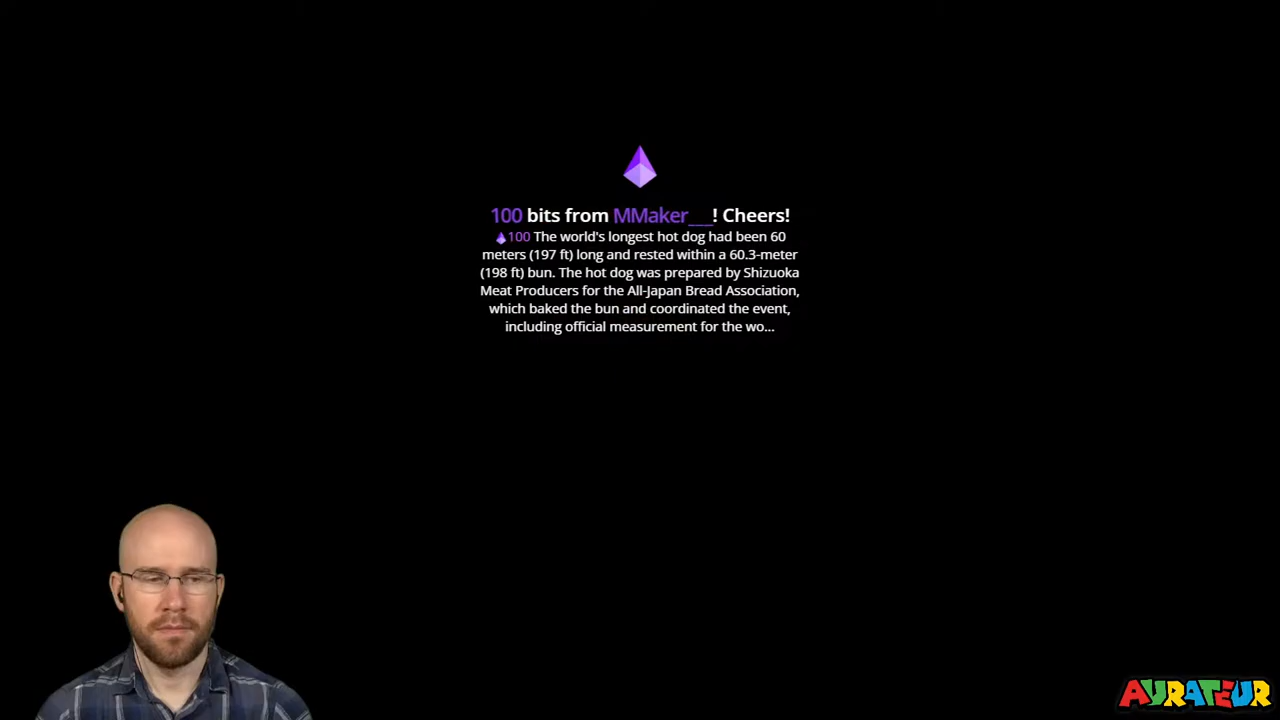 100 bits from MMaker___! Cheers!
100 The world's longest hot dog had been 60
meters (197 ft) long and rested within a 60.3-meter
(198 ft) bun. The hot dog was prepared by Shizuoka
Meat Producers for the All-Japan Bread Association,
which baked the bun and coordinated the event,
including official measurement for the wo...
AURATEUR